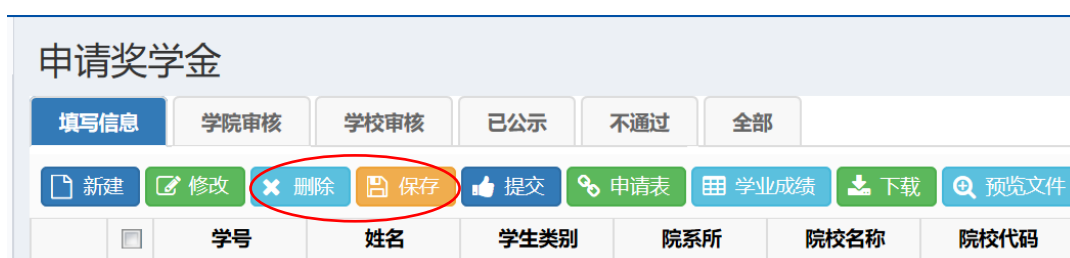 申请奖学金
填写信息 学院审核 学校审核 已公示 不通过 全部
新建 修改 删除 保存 提交 申请表 学业成绩 下载 预览文件
学号 姓名 学生类别 院系所 院校名称 院校代码